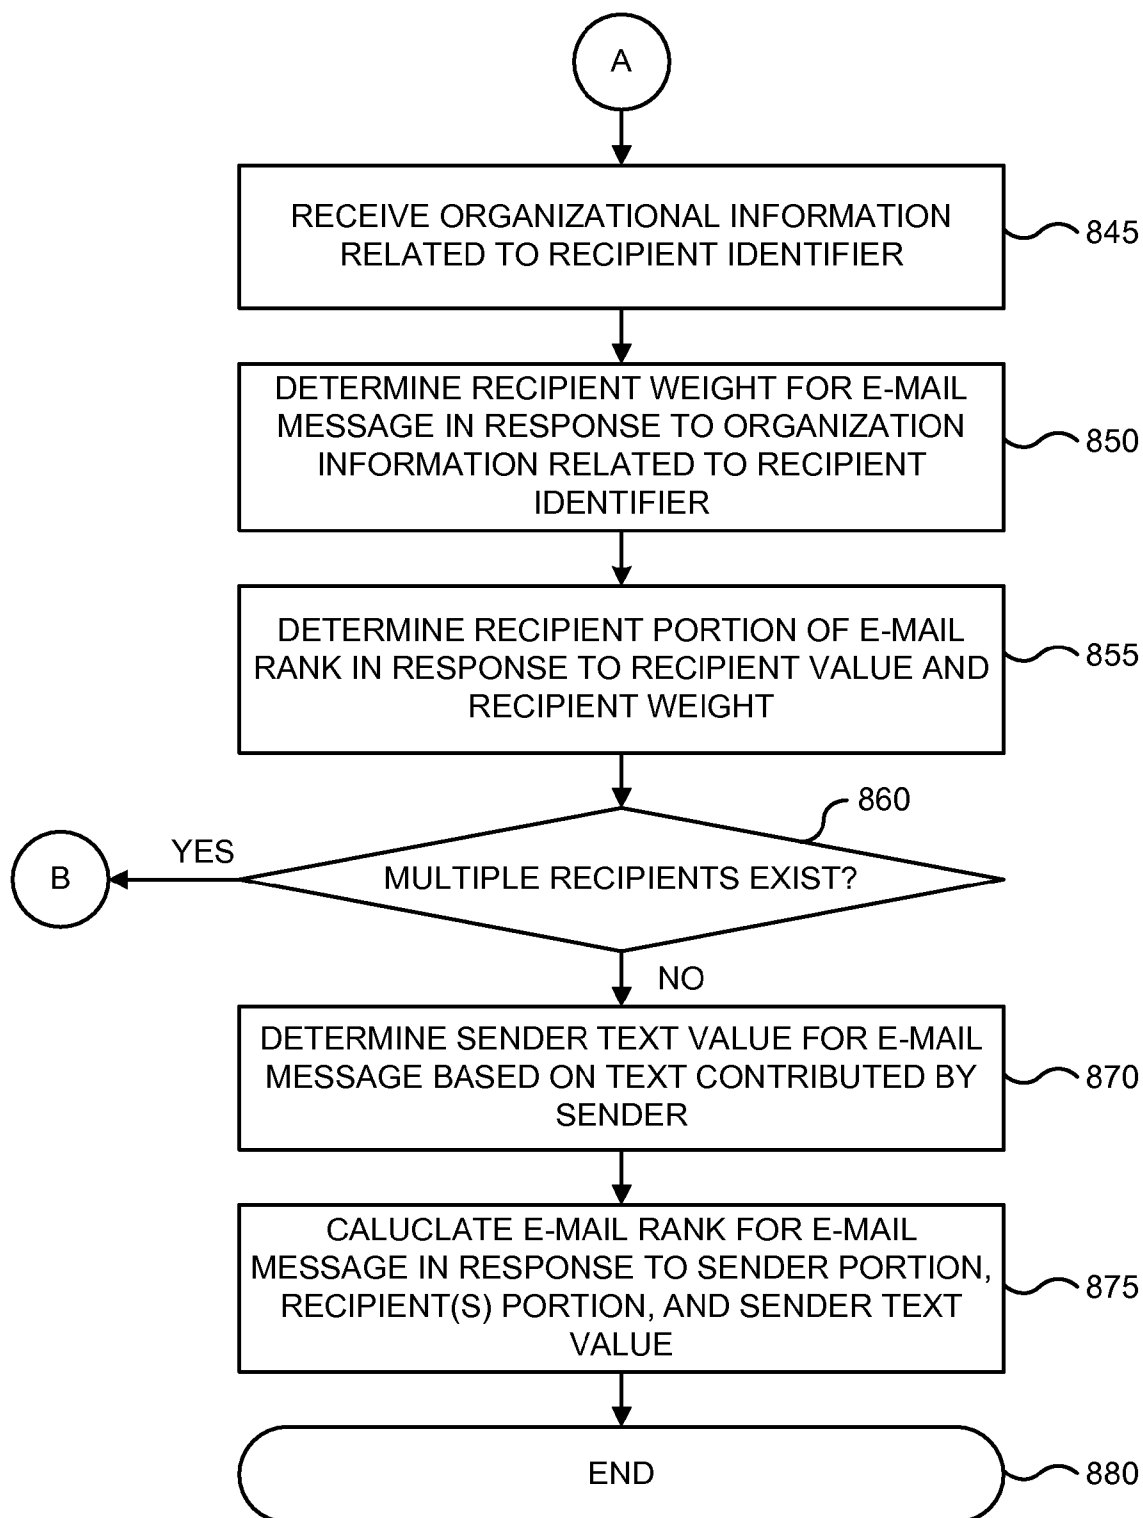 A
RECEIVE ORGANIZATIONAL INFORMATION
RELATED TO RECIPIENT IDENTIFIER
845
DETERMINE RECIPIENT WEIGHT FOR E-MAIL
MESSAGE IN RESPONSE TO ORGANIZATION
INFORMATION RELATED TO RECIPIENT
IDENTIFIER
850
DETERMINE RECIPIENT PORTION OF E-MAIL
RANK IN RESPONSE TO RECIPIENT VALUE AND
RECIPIENT WEIGHT
855
860
YES
B
MULTIPLE RECIPIENTS EXIST?
NO
DETERMINE SENDER TEXT VALUE FOR E-MAIL
MESSAGE BASED ON TEXT CONTRIBUTED BY
SENDER
870
CALUCLATE E-MAIL RANK FOR E-MAIL
MESSAGE IN RESPONSE TO SENDER PORTION,
RECIPIENT(S) PORTION, AND SENDER TEXT
VALUE
875
END
880